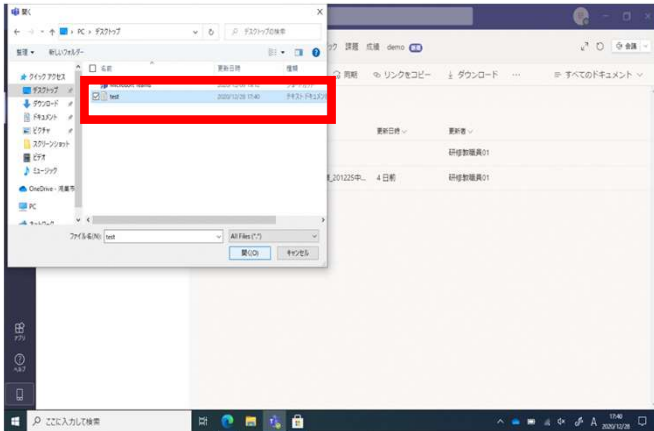 開く
PC › デスクトップ
デスクトップの検索
整理
新しいフォルダー
名前
更新日時
種類
クイック アクセス
デスクトップ
test
2020/12/28 17:40
テキスト ドキュメント
ダウンロード
ドキュメント
ピクチャ
スクリーンショット
ビデオ
ミュージック
PC
ファイル名(N):
test
All Files (*.*)
開く(O)
キャンセル
課題
成績
demo
会議
同期
リンクをコピー
ダウンロード
すべてのドキュメント
更新日時
更新者
研修教職員01
4 日前
研修教職員01
アプリ
ヘルプ
ここに入力して検索
A
17:40
2020/12/28